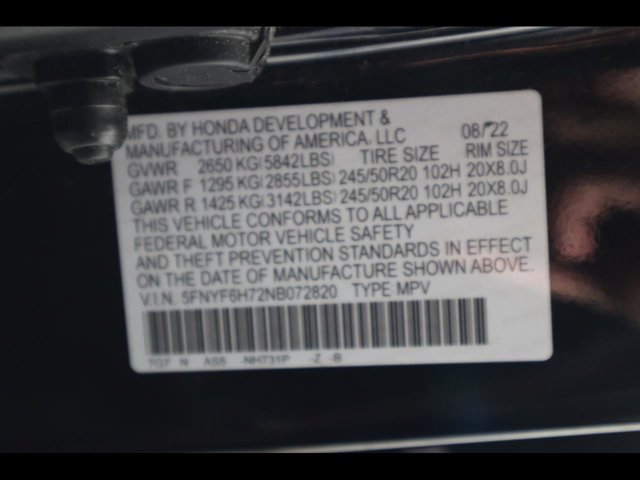 MFD. BY HONDA DEVELOPMENT &
MANUFACTURING OF AMERICA, LLC 08/22
GVWR 2650 KG(5842LBS) TIRE SIZE RIM SIZE
GAWR F 1295 KG(2855LBS) 245/50R20 102H 20X8.0J
GAWR R 1425 KG(3142LBS) 245/50R20 102H 20X8.0J
THIS VEHICLE CONFORMS TO ALL APPLICABLE
FEDERAL MOTOR VEHICLE SAFETY
AND THEFT PREVENTION STANDARDS IN EFFECT
ON THE DATE OF MANUFACTURE SHOWN ABOVE.
V.I.N. 5FNYF6H72NB072820 TYPE MPV
N ASS NH731P -Z -B